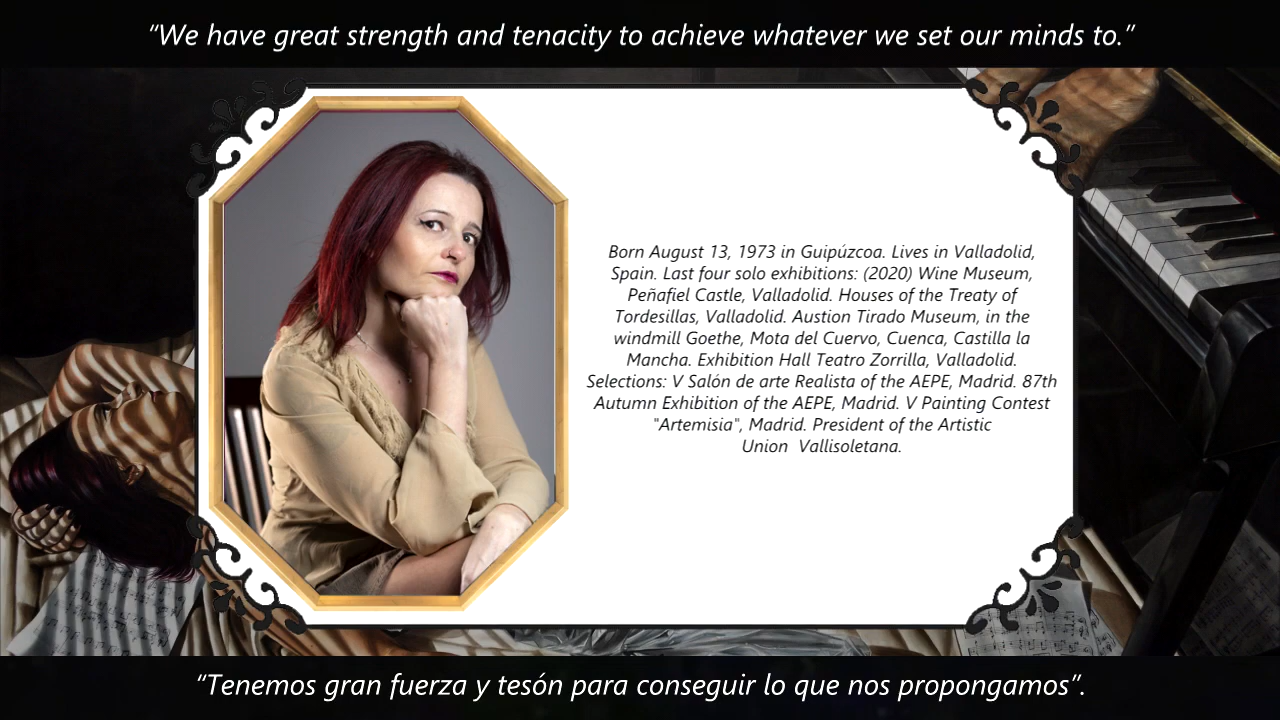 “We have great strength and tenacity to achieve whatever we set our minds to.”
Born August 13, 1973 in Guipúzcoa. Lives in Valladolid,
Spain. Last four solo exhibitions: (2020) Wine Museum,
Peñafiel Castle, Valladolid. Houses of the Treaty of
Tordesillas, Valladolid. Austion Tirado Museum, in the
windmill Goethe, Mota del Cuervo, Cuenca, Castilla la
Mancha. Exhibition Hall Teatro Zorrilla, Valladolid.
Selections: V Salón de arte Realista of the AEPE, Madrid. 87th
Autumn Exhibition of the AEPE, Madrid. V Painting Contest
"Artemisia", Madrid. President of the Artistic
Union  Vallisoletana.
“Tenemos gran fuerza y tesón para conseguir lo que nos propongamos”.